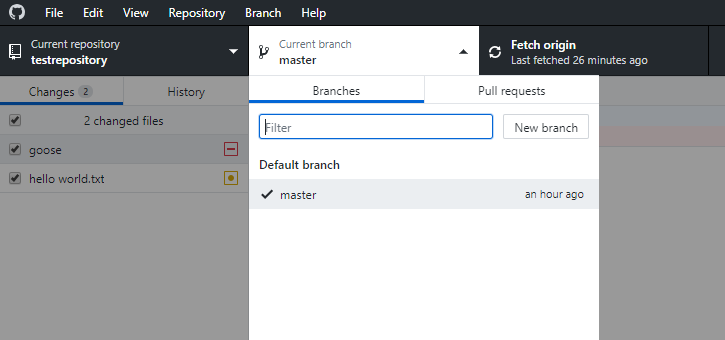 File Edit View Repository Branch Help
Current repository
testrepository
Current branch
master
Fetch origin
Last fetched 26 minutes ago
Changes 2 History
2 changed files
goose
hello world.txt
Branches Pull requests
Filter New branch
Default branch
master an hour ago